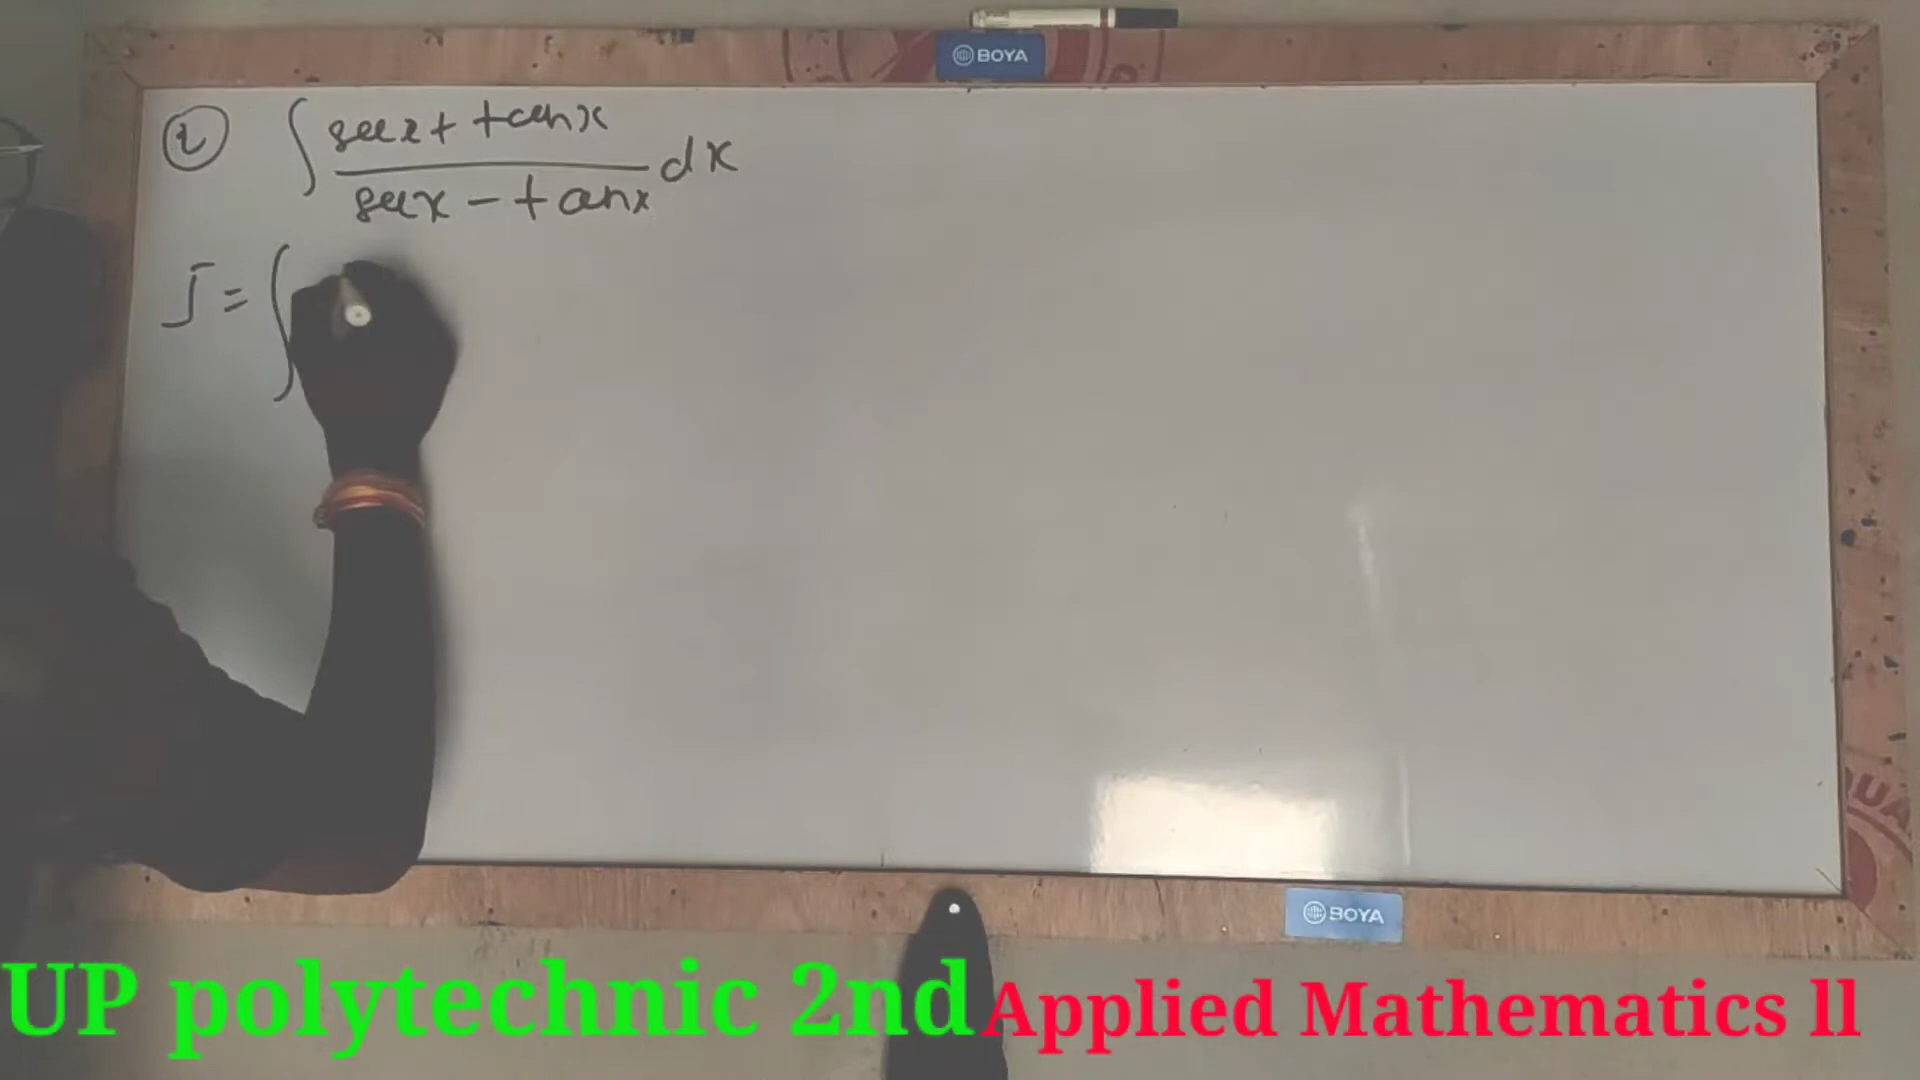 BOYA
② ∫ secx + tanx / secx - tanx dx
I = ∫
BOYA
UP polytechnic 2nd Applied Mathematics ll